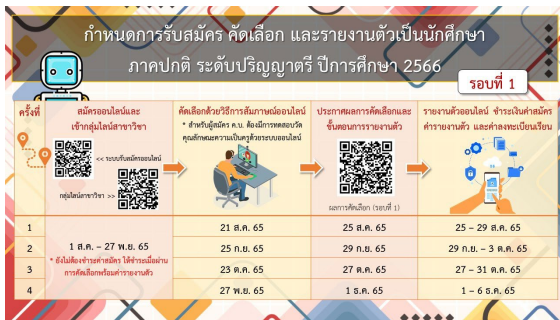 กำหนดการรับสมัคร คัดเลือก และรายงานตัวเป็นนักศึกษา
ภาคปกติ ระดับปริญญาตรี ปีการศึกษา 2566
รอบที่ 1
ครั้งที่
สมัครออนไลน์และ
เข้ากลุ่มไลน์สาขาวิชา
<< ระบบรับสมัครออนไลน์
กลุ่มไลน์สาขาวิชา >>
คัดเลือกด้วยวิธีการสัมภาษณ์ออนไลน์
* สำหรับผู้สมัคร ค.บ. ต้องมีการทดสอบวัด
คุณลักษณะความเป็นครูด้วยระบบออนไลน์
ประกาศผลการคัดเลือกและ
ขั้นตอนการรายงานตัว
ผลการคัดเลือก (รอบที่ 1)
รายงานตัวออนไลน์ ชำระเงินค่าสมัคร
ค่ารายงานตัว และค่าลงทะเบียนเรียน
1 ส.ค. – 27 พ.ย. 65
* ยังไม่ต้องชำระค่าสมัคร ให้ชำระเมื่อผ่าน
การคัดเลือกพร้อมค่ารายงานตัว
1 21 ส.ค. 65 25 ส.ค. 65 25 – 29 ส.ค. 65
2 25 ก.ย. 65 29 ก.ย. 65 29 ก.ย. – 3 ต.ค. 65
3 23 ต.ค. 65 27 ต.ค. 65 27 – 31 ต.ค. 65
4 27 พ.ย. 65 1 ธ.ค. 65 1 – 6 ธ.ค. 65